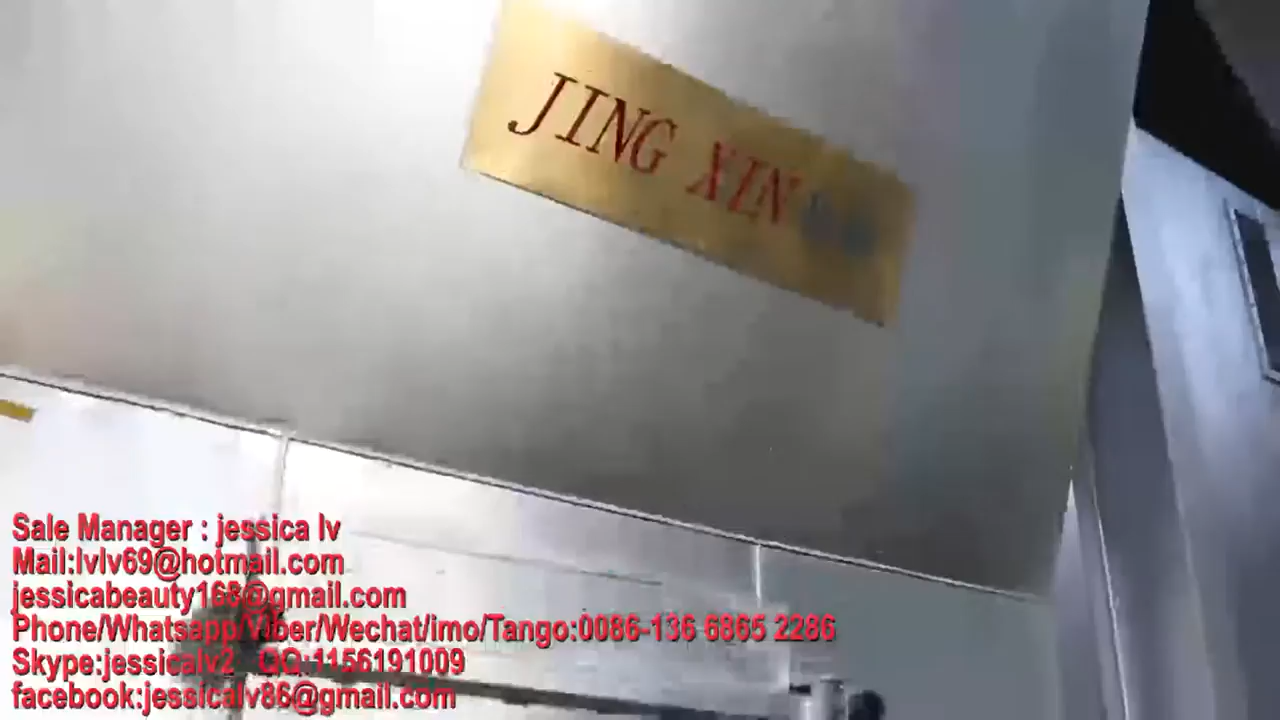 JING XIN
Sale Manager : jessica lv
Mail:lvlv69@hotmail.com
jessicabeauty168@gmail.com
Phone/Whatsapp/Viber/Wechat/imo/Tango:0086-136 6865 2286
Skype:jessicalv2 QQ:1156191009
facebook:jessicalv86@gmail.com